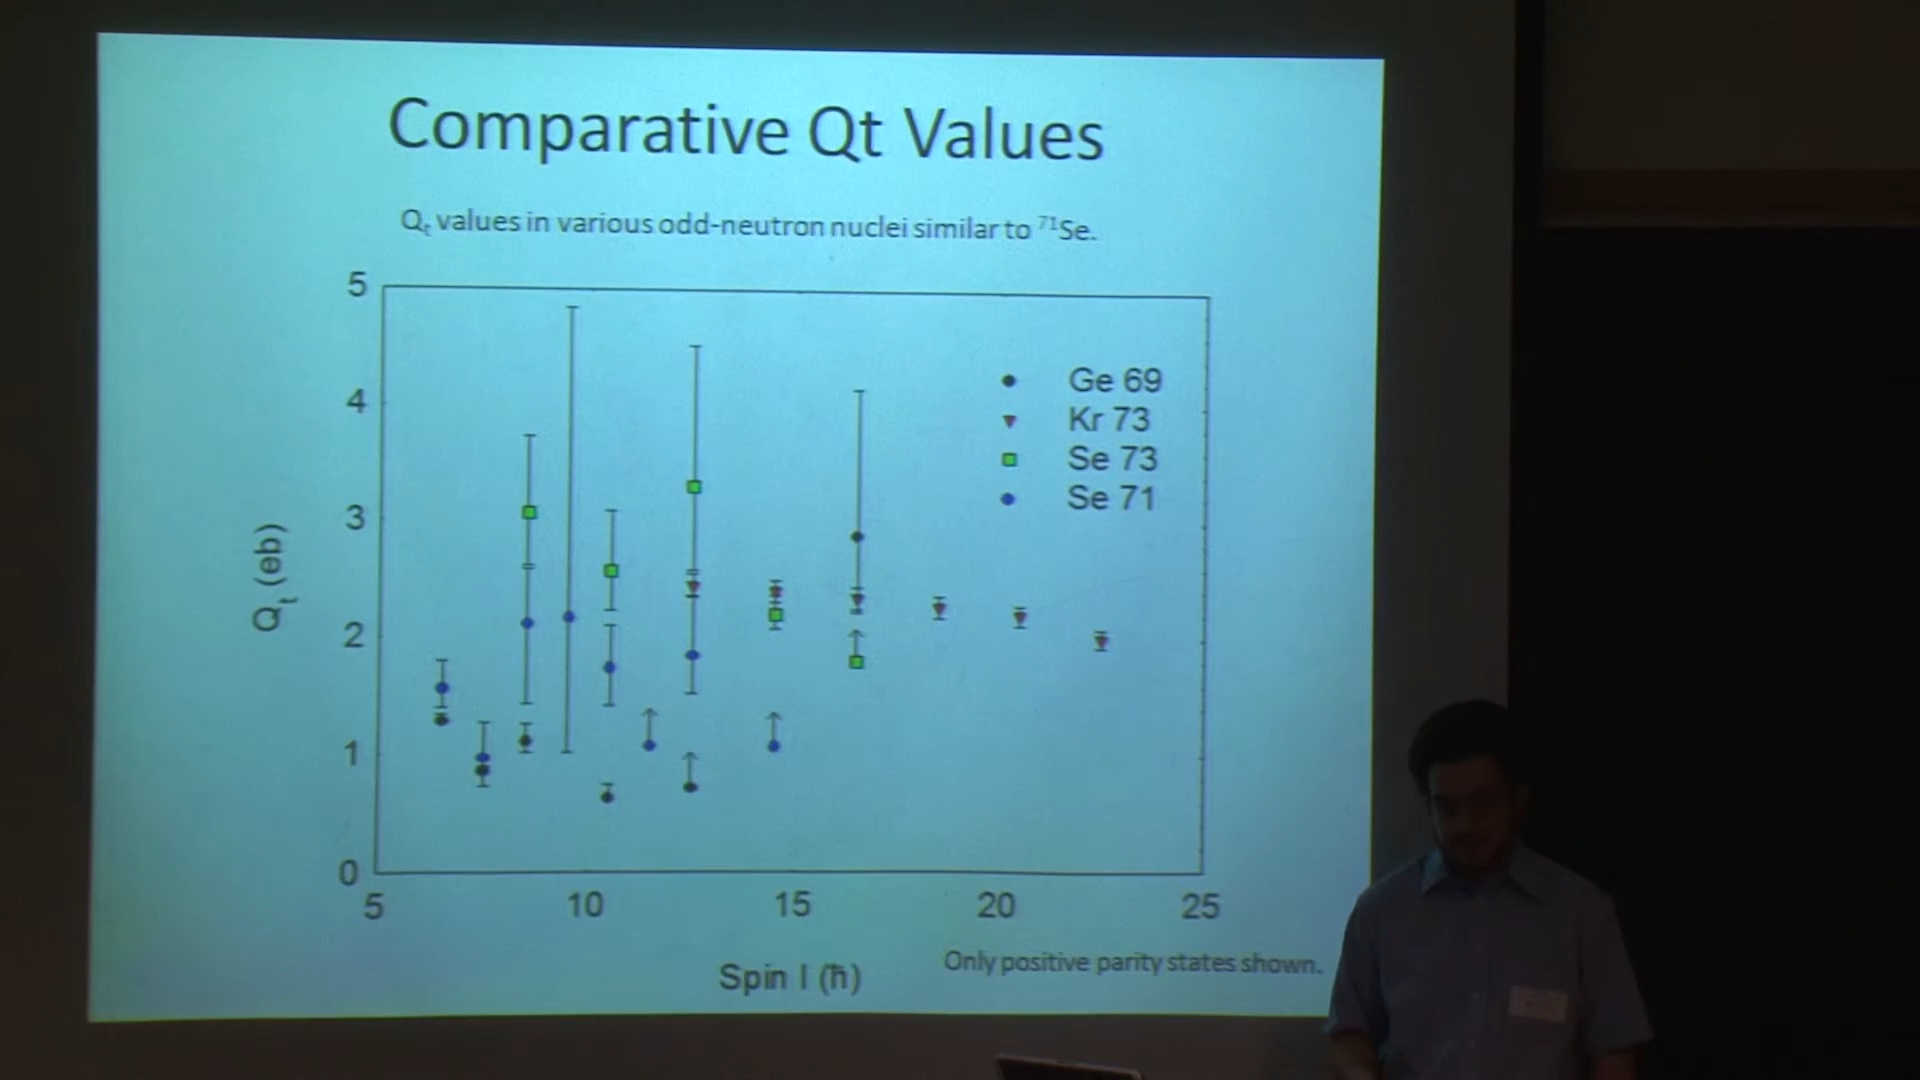 Comparative Qt Values
Qt values in various odd-neutron nuclei similar to 71Se.
5
4
3
2
1
0
Qt (eb)
Ge 69
Kr 73
Se 73
Se 71
5 10 15 20 25
Spin I (ħ)
Only positive parity states shown.